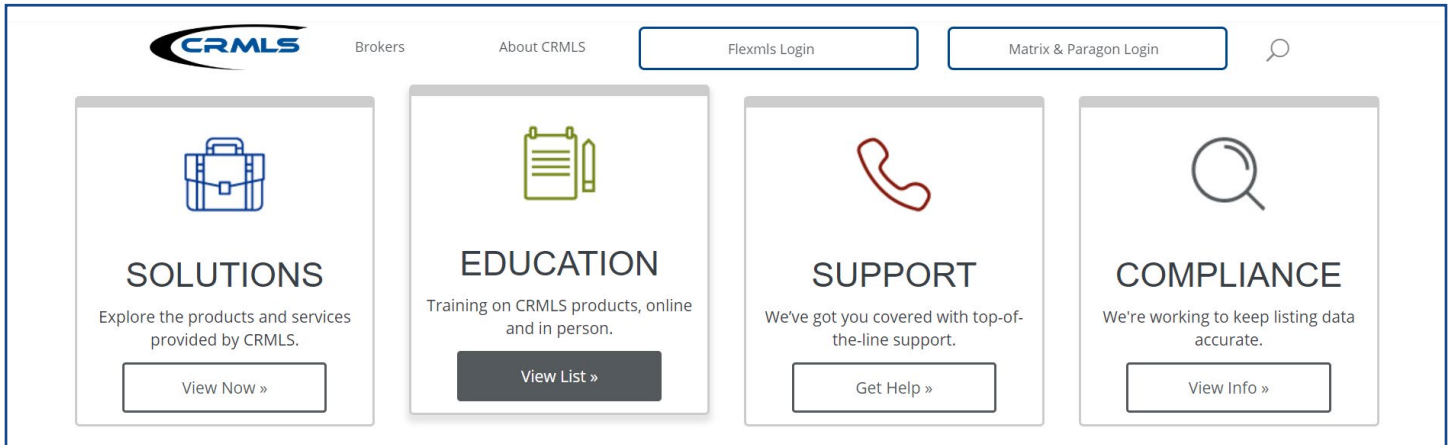 CRMLS
Brokers
About CRMLS
Flexmls Login
Matrix & Paragon Login
SOLUTIONS
Explore the products and services
provided by CRMLS.
View Now »
EDUCATION
Training on CRMLS products, online
and in person.
View List »
SUPPORT
We’ve got you covered with top-of-
the-line support.
Get Help »
COMPLIANCE
We're working to keep listing data
accurate.
View Info »